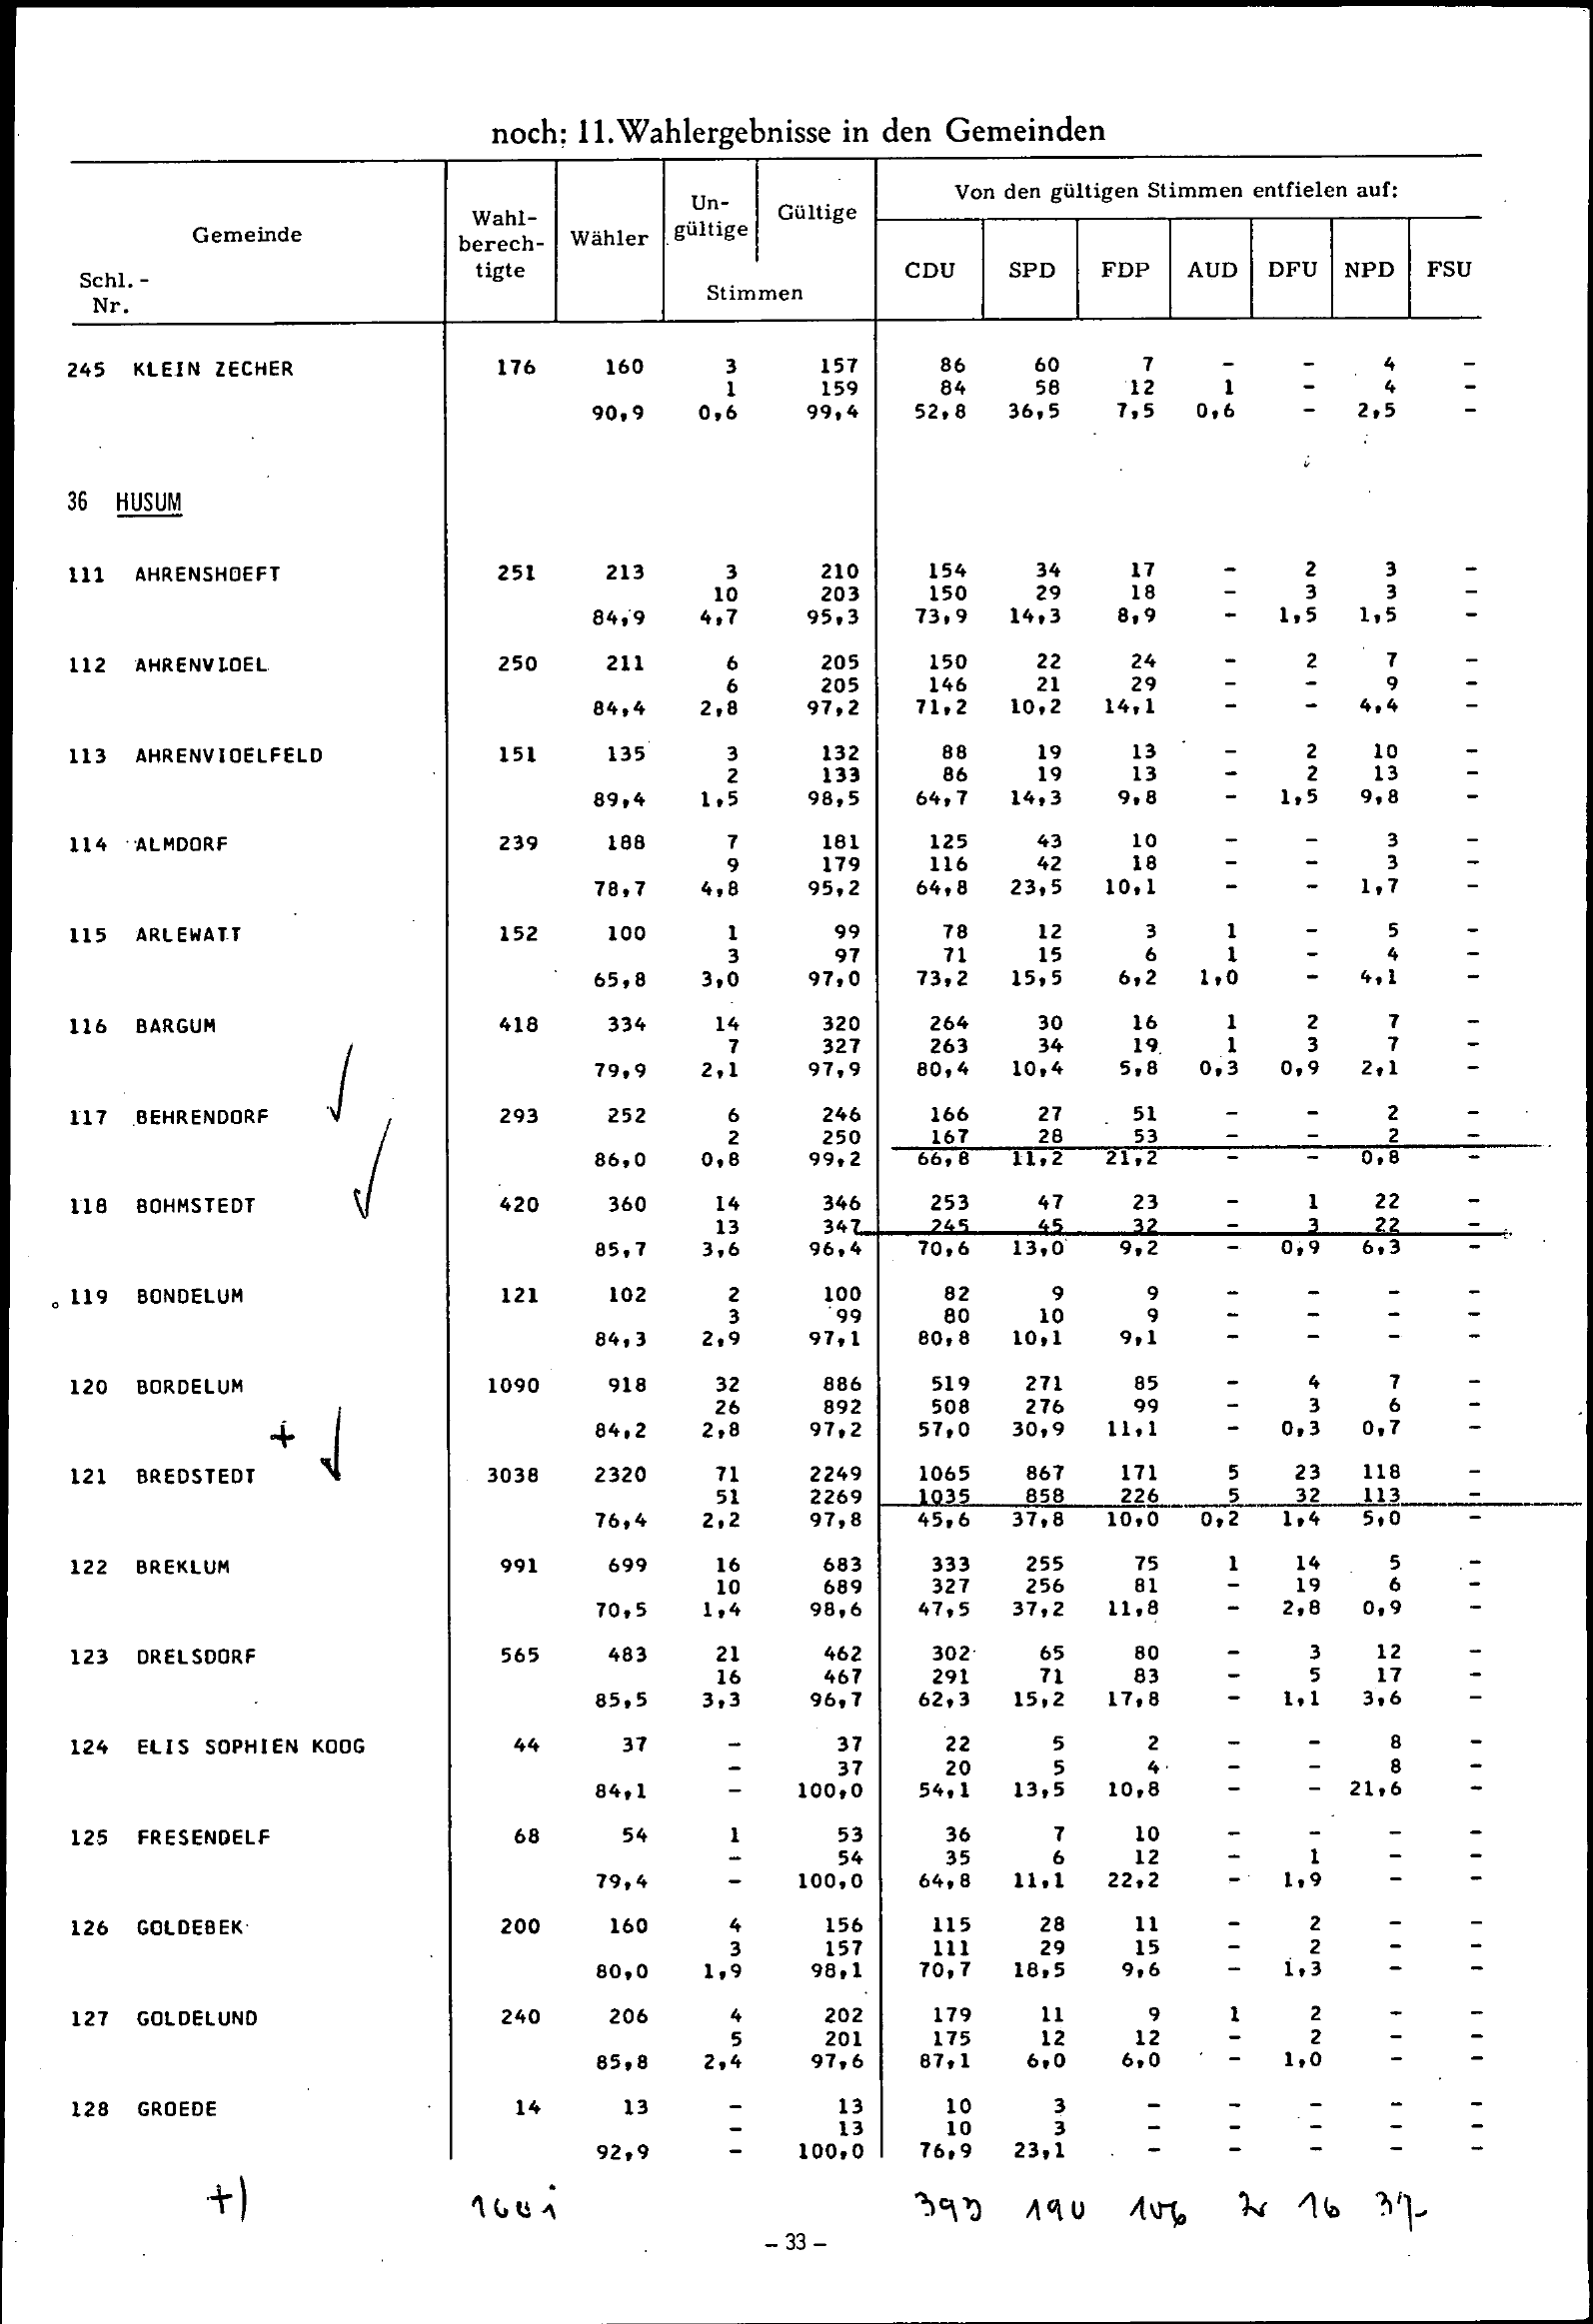 noch: 11. Wahlergebnisse in den Gemeinden
Gemeinde
Schl.-
Nr.
Wahl-
berech-
tigte
Wähler
Un-
gültige
Gültige
Stimmen
Von den gültigen Stimmen entfielen auf:
CDU SPD FDP AUD DFU NPD FSU
245 KLEIN ZECHER 176 160 3 157 86 60 7 - - 4 -
1 159 84 58 12 1 - 4 -
90,9 0,6 99,4 52,8 36,5 7,5 0,6 - 2,5 -
36 HUSUM
111 AHRENSHOEFT 251 213 3 210 154 34 17 - 2 3 -
10 203 150 29 18 - 3 3 -
84,9 4,7 95,3 73,9 14,3 8,9 - 1,5 1,5 -
112 AHRENVIOEL 250 211 6 205 150 22 24 - 2 7 -
6 205 146 21 29 - - 9 -
84,4 2,8 97,2 71,2 10,2 14,1 - - 4,4 -
113 AHRENVIOELFELD 151 135 3 132 88 19 13 - 2 10 -
2 133 86 19 13 - 2 13 -
89,4 1,5 98,5 64,7 14,3 9,8 - 1,5 9,8 -
114 ALMDORF 239 188 7 181 125 43 10 - - 3 -
9 179 116 42 18 - - 3 -
78,7 4,8 95,2 64,8 23,5 10,1 - - 1,7 -
115 ARLEWATT 152 100 1 99 78 12 3 1 - 5 -
3 97 71 15 6 1 - 4 -
65,8 3,0 97,0 73,2 15,5 6,2 1,0 - 4,1 -
116 BARGUM 418 334 14 320 264 30 16 1 2 7 -
7 327 263 34 19 1 3 7 -
79,9 2,1 97,9 80,4 10,4 5,8 0,3 0,9 2,1 -
117 BEHRENDORF 293 252 6 246 166 27 51 - - 2 -
2 250 167 28 53 - - 2 -
86,0 0,8 99,2 66,8 11,2 21,2 - - 0,8 -
118 BOHMSTEDT 420 360 14 346 253 47 23 - 1 22 -
13 347 245 45 32 - 3 22 -
85,7 3,6 96,4 70,6 13,0 9,2 - 0,9 6,3 -
119 BONDELUM 121 102 2 100 82 9 9 - - - -
3 99 80 10 9 - - - -
84,3 2,9 97,1 80,8 10,1 9,1 - - - -
120 BORDELUM 1090 918 32 886 519 271 85 - 4 7 -
26 892 508 276 99 - 3 6 -
+ 84,2 2,8 97,2 57,0 30,9 11,1 - 0,3 0,7 -
121 BREDSTEDT 3038 2320 71 2249 1065 867 171 5 23 118 -
51 2269 1035 858 226 5 32 113 -
76,4 2,2 97,8 45,6 37,8 10,0 0,2 1,4 5,0 -
122 BREKLUM 991 699 16 683 333 255 75 1 14 5 -
10 689 327 256 81 - 19 6 -
70,5 1,4 98,6 47,5 37,2 11,8 - 2,8 0,9 -
123 DRELSDORF 565 483 21 462 302 65 80 - 3 12 -
16 467 291 71 83 - 5 17 -
85,5 3,3 96,7 62,3 15,2 17,8 - 1,1 3,6 -
124 ELIS SOPHIEN KOOG 44 37 - 37 22 5 2 - - 8 -
- 37 20 5 4 - - 8 -
84,1 - 100,0 54,1 13,5 10,8 - - 21,6 -
125 FRESENDELF 68 54 1 53 36 7 10 - - - -
- 54 35 6 12 - 1 - -
79,4 - 100,0 64,8 11,1 22,2 - 1,9 - -
126 GOLDEBEK 200 160 4 156 115 28 11 - 2 - -
3 157 111 29 15 - 2 - -
80,0 1,9 98,1 70,7 18,5 9,6 - 1,3 - -
127 GOLDELUND 240 206 4 202 179 11 9 1 2 - -
5 201 175 12 12 - 2 - -
85,8 2,4 97,6 87,1 6,0 6,0 - 1,0 - -
128 GROEDE 14 13 - 13 10 3 - - - - -
- 13 10 3 - - - - -
92,9 - 100,0 76,9 23,1 - - - - -
+) 393 190 106 2 16
- 33 -